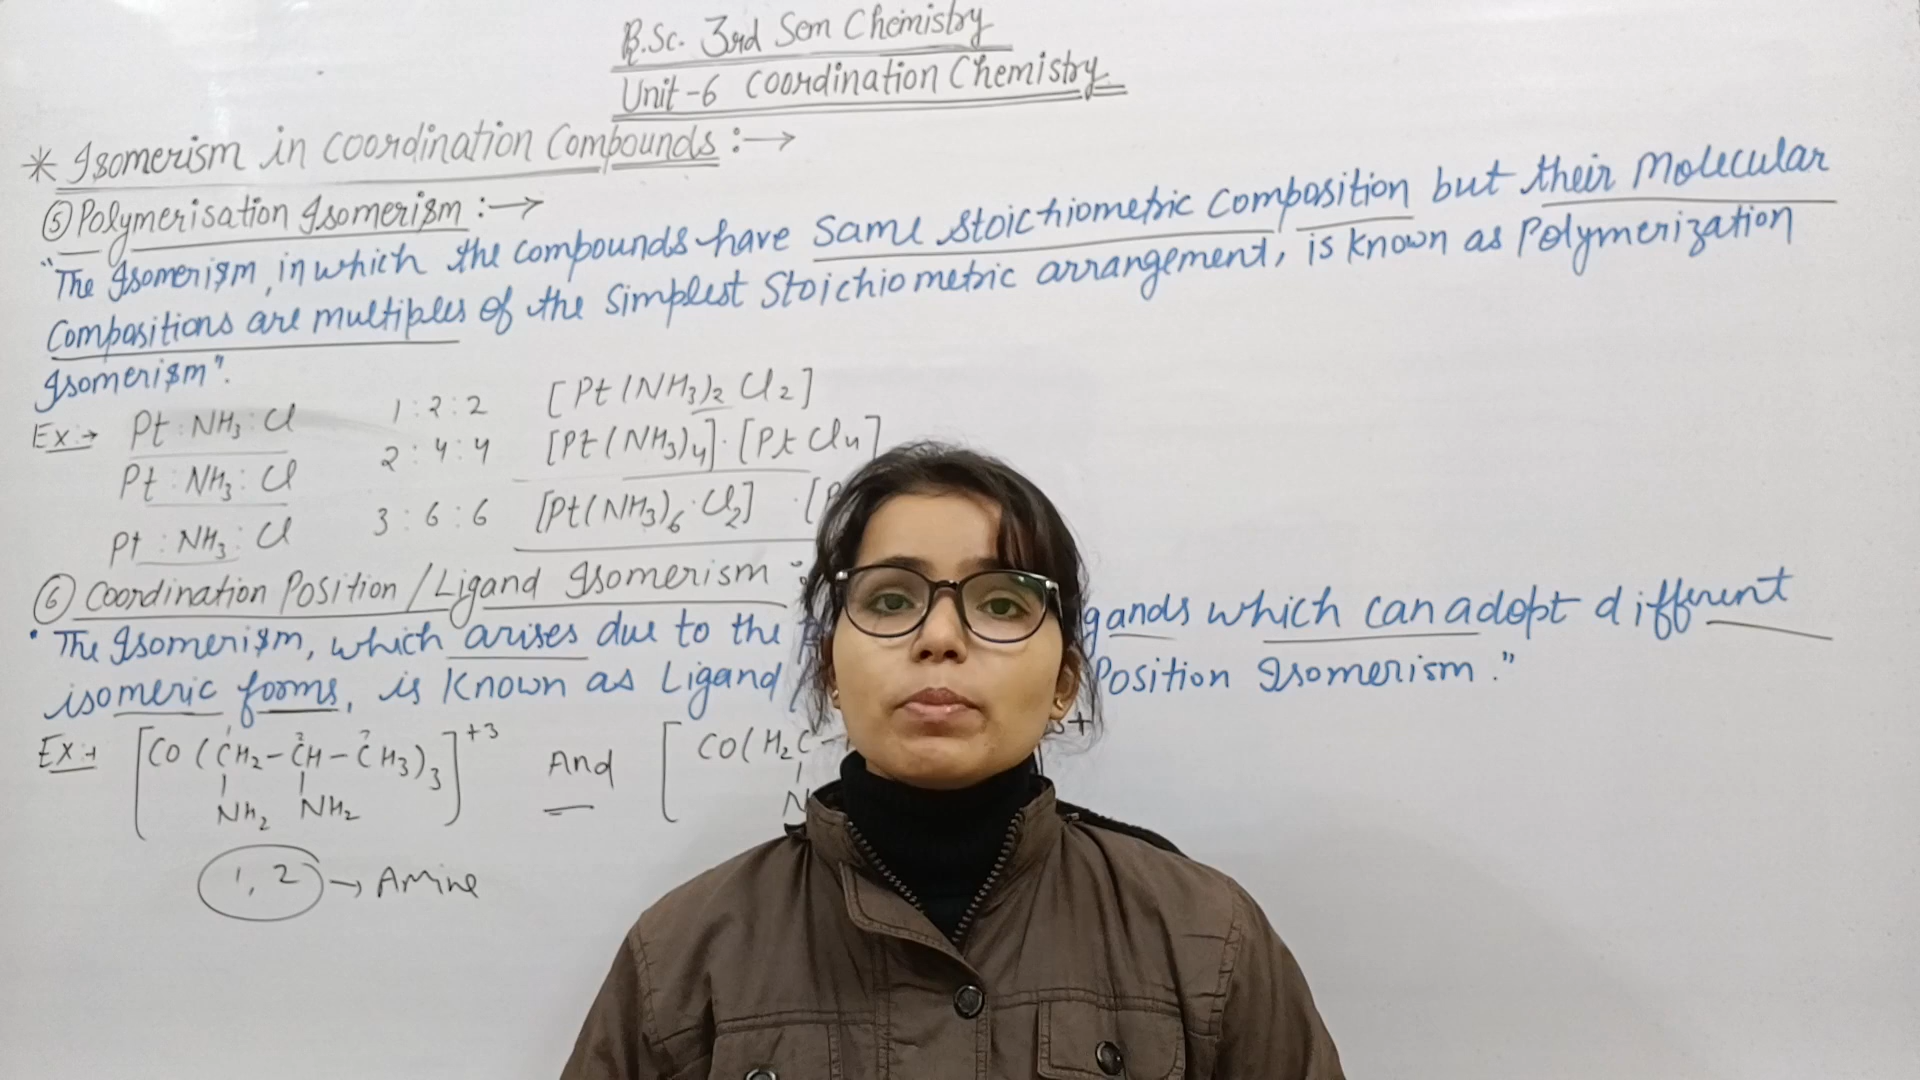 B.Sc. 3rd Sem Chemistry
Unit-6 Coordination Chemistry
* Isomerism in Coordination Compounds :→
⑤ Polymerisation Isomerism :→
"The Isomerism, in which the compounds have Same Stoichiometric Composition but their Molecular
Compositions are multiples of the Simplest Stoichiometric arrangement, is known as Polymerization
Isomerism".
Ex:→ Pt : NH3 : Cl 1 : 2 : 2 [Pt(NH3)2 Cl2]
Pt : NH3 : Cl 2 : 4 : 4 [Pt(NH3)4]·[PtCl4]
Pt : NH3 : Cl 3 : 6 : 6 [Pt(NH3)6·Cl2] · [
⑥ Coordination Position / Ligand Isomerism :
"The Isomerism, which arises due to the gands which can adopt different
isomeric forms, is known as Ligand / Position Isomerism."
Ex:→ [CO (CH2-CH-CH3)3]+3 And [CO(H2C- 3+
1 2 3
NH2 NH2 N
1, 2 → Amine